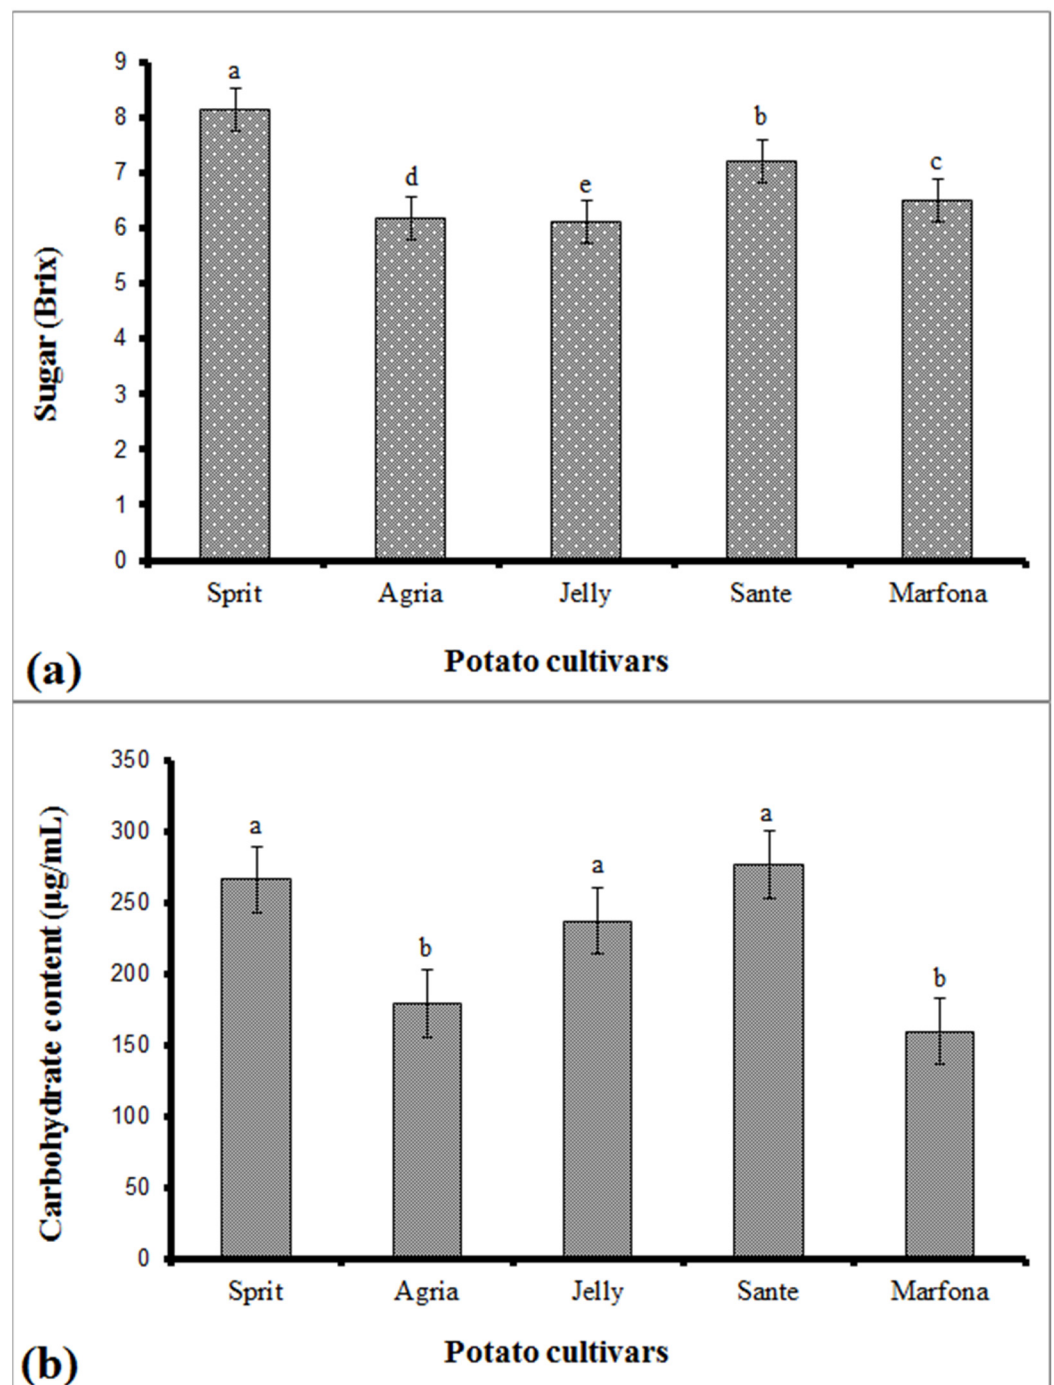 9
8
7
6
5
4
3
2
1
0
Sugar (Brix)
a
d
e
b
c
Sprit Agria Jelly Sante Marfona
Potato cultivars
(a)
350
300
250
200
150
100
50
0
Carbohydrate content (µg/mL)
a
b
a
a
b
Sprit Agria Jelly Sante Marfona
Potato cultivars
(b)